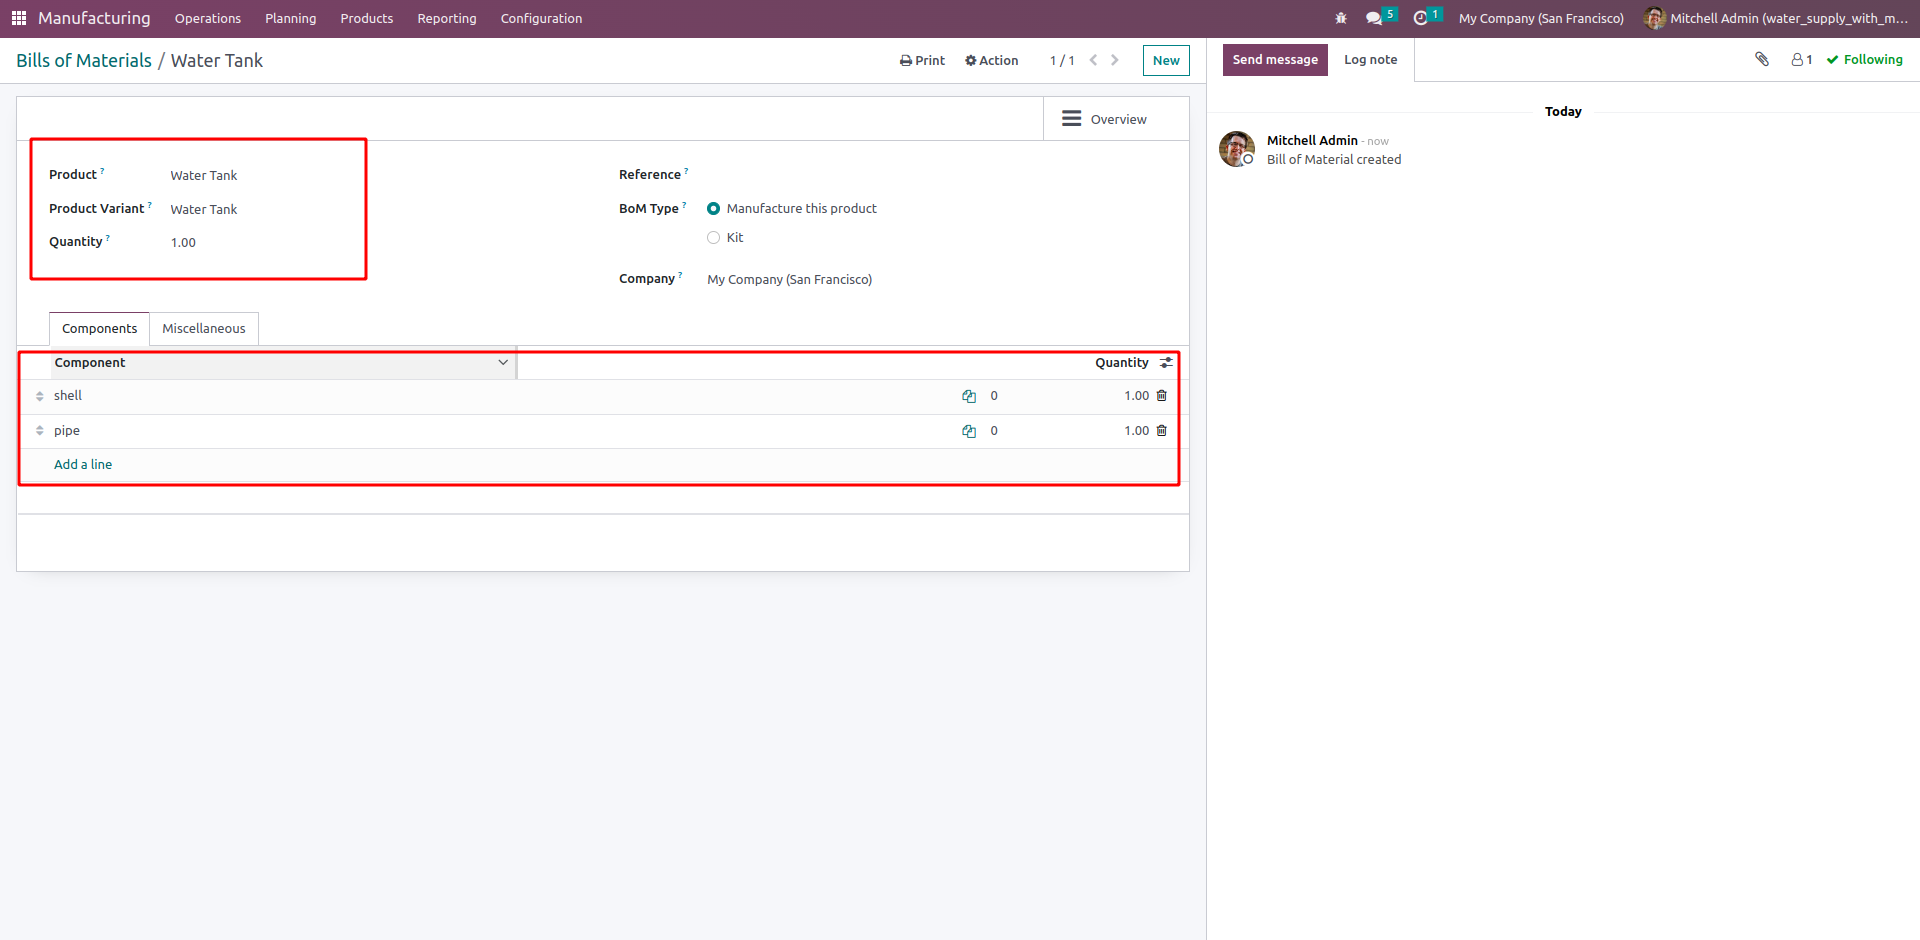 Manufacturing Operations Planning Products Reporting Configuration 5 1 My Company (San Francisco) Mitchell Admin (water_supply_with_m...
Bills of Materials / Water Tank Print Action 1 / 1 New
Send message Log note 1 Following
Overview
Today
Mitchell Admin - now
Bill of Material created
Product ? Water Tank
Product Variant ? Water Tank
Quantity ? 1.00
Reference ?
BoM Type ? Manufacture this product
Kit
Company ? My Company (San Francisco)
Components Miscellaneous
Component Quantity
shell 0 1.00
pipe 0 1.00
Add a line